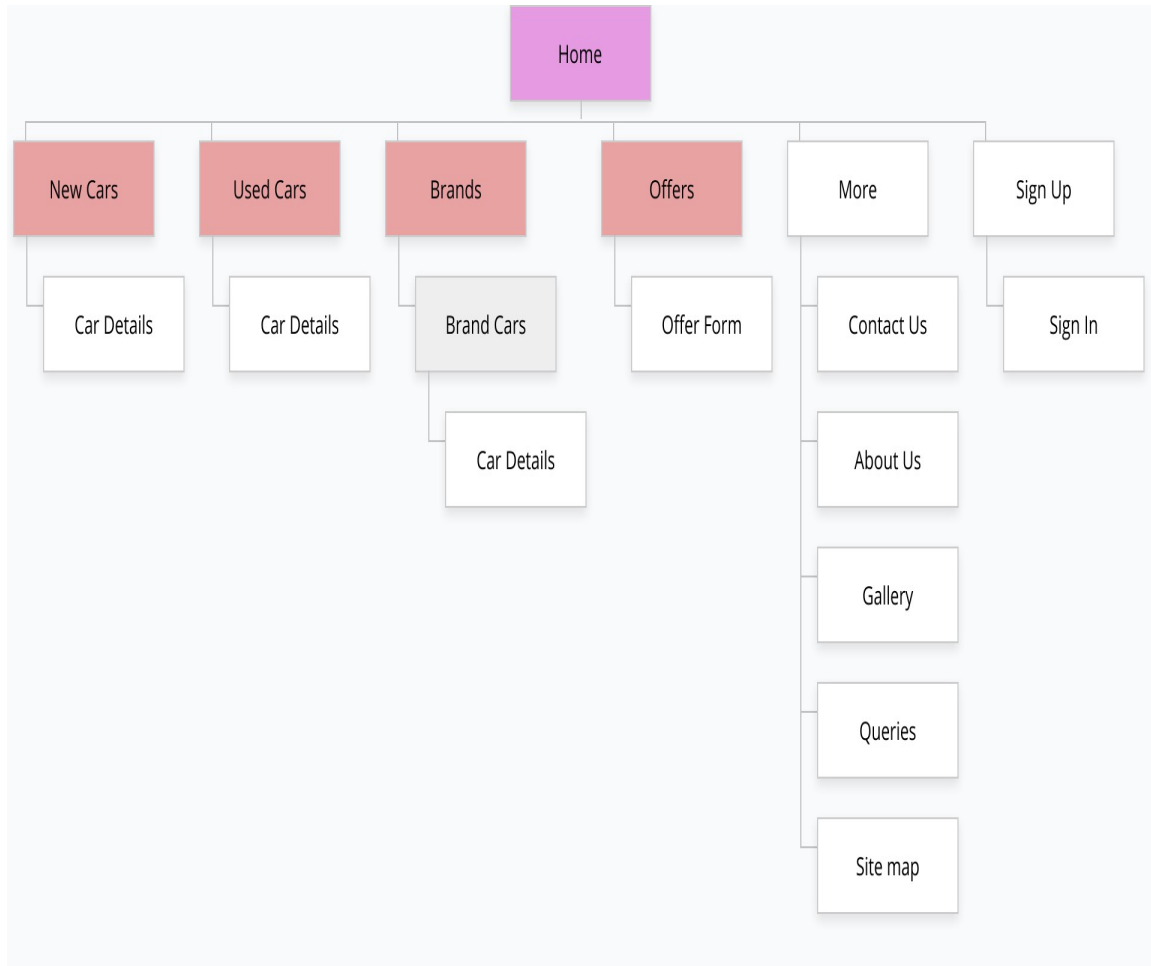 Home
New Cars
Used Cars
Brands
Offers
More
Sign Up
Car Details
Car Details
Brand Cars
Offer Form
Contact Us
Sign In
Car Details
About Us
Gallery
Queries
Site map